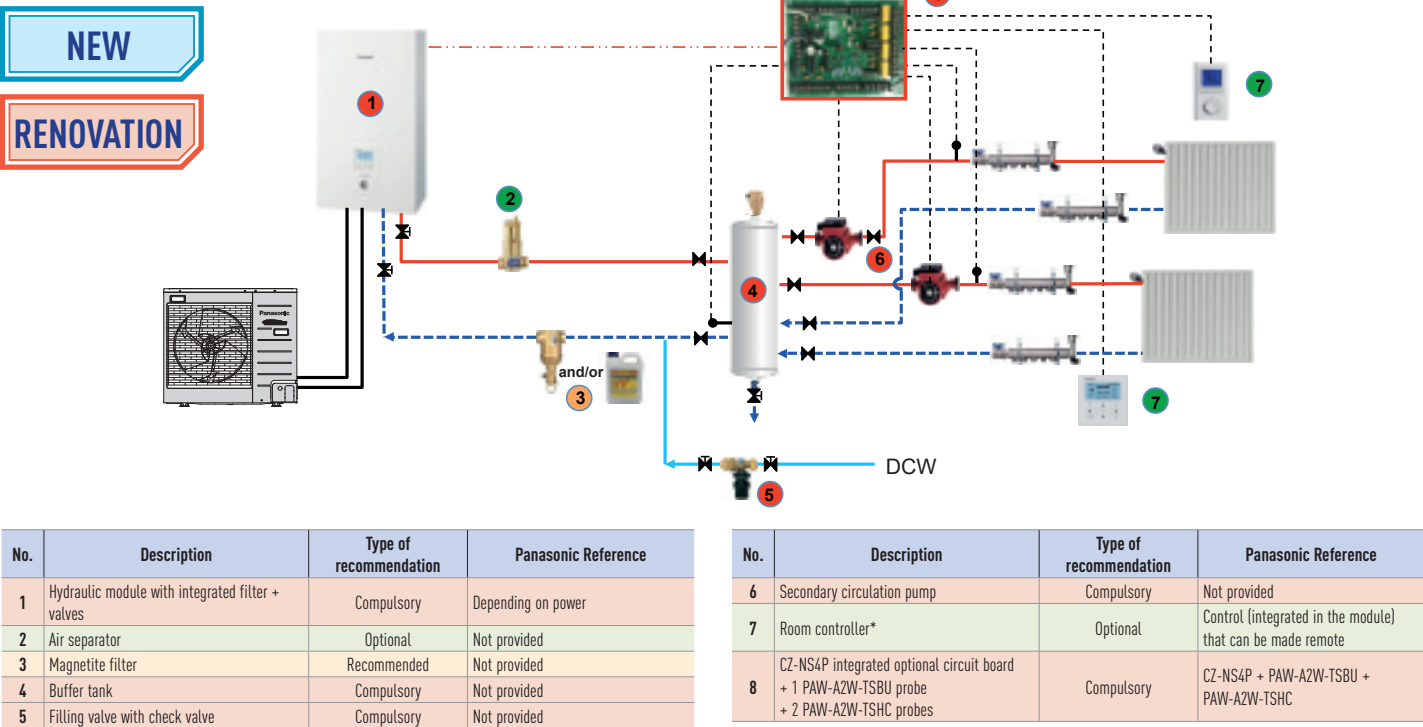 NEW
RENOVATION
1
2
7
6
4
Panasonic
and/or
3
7
DCW
5
No. Description Type of recommendation Panasonic Reference
1 Hydraulic module with integrated filter + valves Compulsory Depending on power
2 Air separator Optional Not provided
3 Magnetite filter Recommended Not provided
4 Buffer tank Compulsory Not provided
5 Filling valve with check valve Compulsory Not provided
No. Description Type of recommendation Panasonic Reference
6 Secondary circulation pump Compulsory Not provided
7 Room controller* Optional Control (integrated in the module) that can be made remote
8 CZ-NS4P integrated optional circuit board + 1 PAW-A2W-TSBU probe + 2 PAW-A2W-TSHC probes Compulsory CZ-NS4P + PAW-A2W-TSBU + PAW-A2W-TSHC